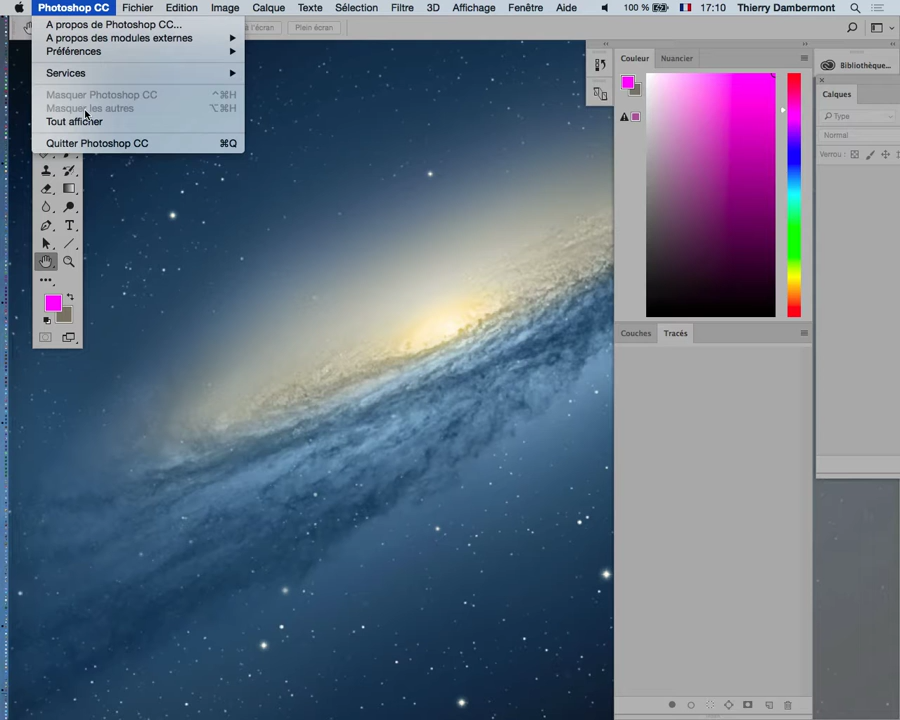 Photoshop CC Fichier Edition Image Calque Texte Sélection Filtre 3D Affichage Fenêtre Aide 100 % 17:10 Thierry Dambermont
A propos de Photoshop CC...
A propos des modules externes
Préférences
Services
Masquer Photoshop CC ^⌘H
Masquer les autres ⌥⌘H
Tout afficher
Quitter Photoshop CC ⌘Q
à l'écran Plein écran
Couleur Nuancier
Bibliothèque...
Calques
Type
Normal
Verrou :
Couches Tracés